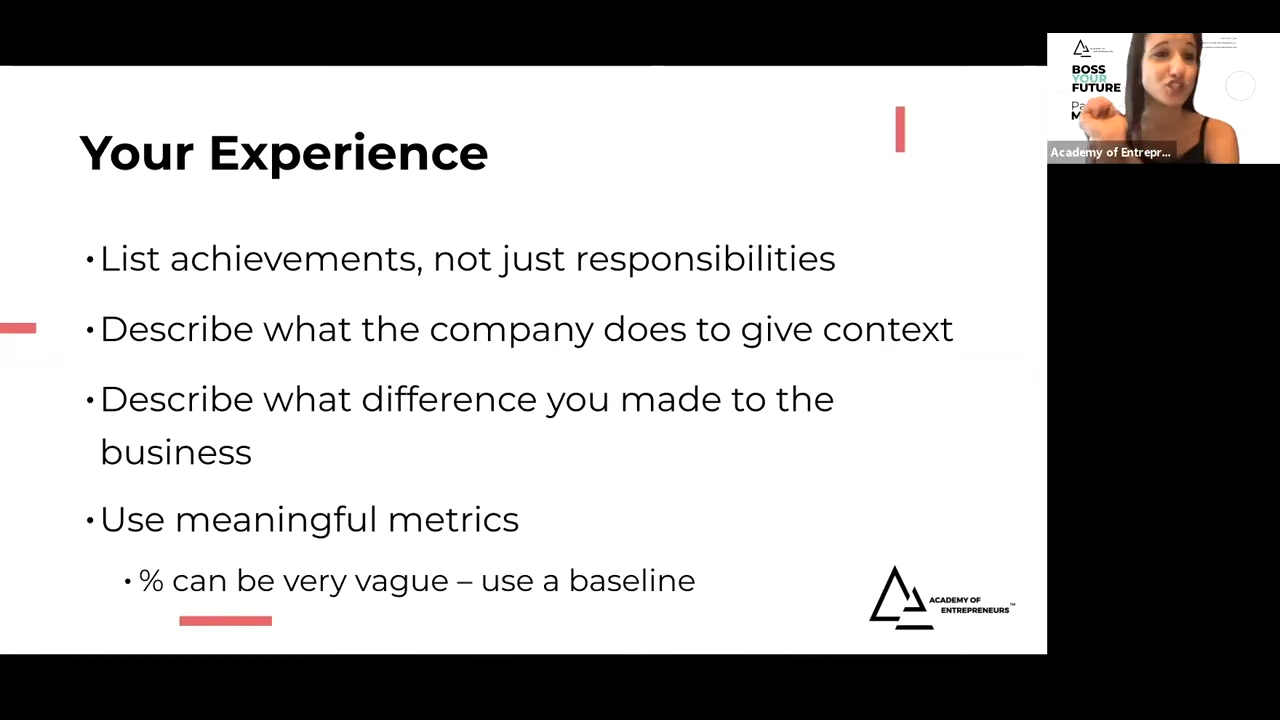 Your Experience
• List achievements, not just responsibilities
• Describe what the company does to give context
• Describe what difference you made to the
business
• Use meaningful metrics
• % can be very vague – use a baseline
ACADEMY OF
ENTREPRENEURS™
BOSS
YOUR
FUTURE
Academy of Entrepr...